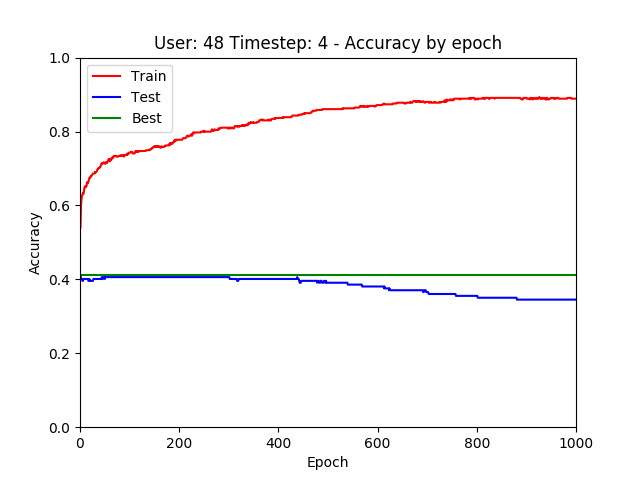 User: 48 Timestep: 4 - Accuracy by epoch
1.0
Train
Test
Best
0.8
0.6
Accuracy
0.4
0.2
0.0
0 200 400 600 800 1000
Epoch